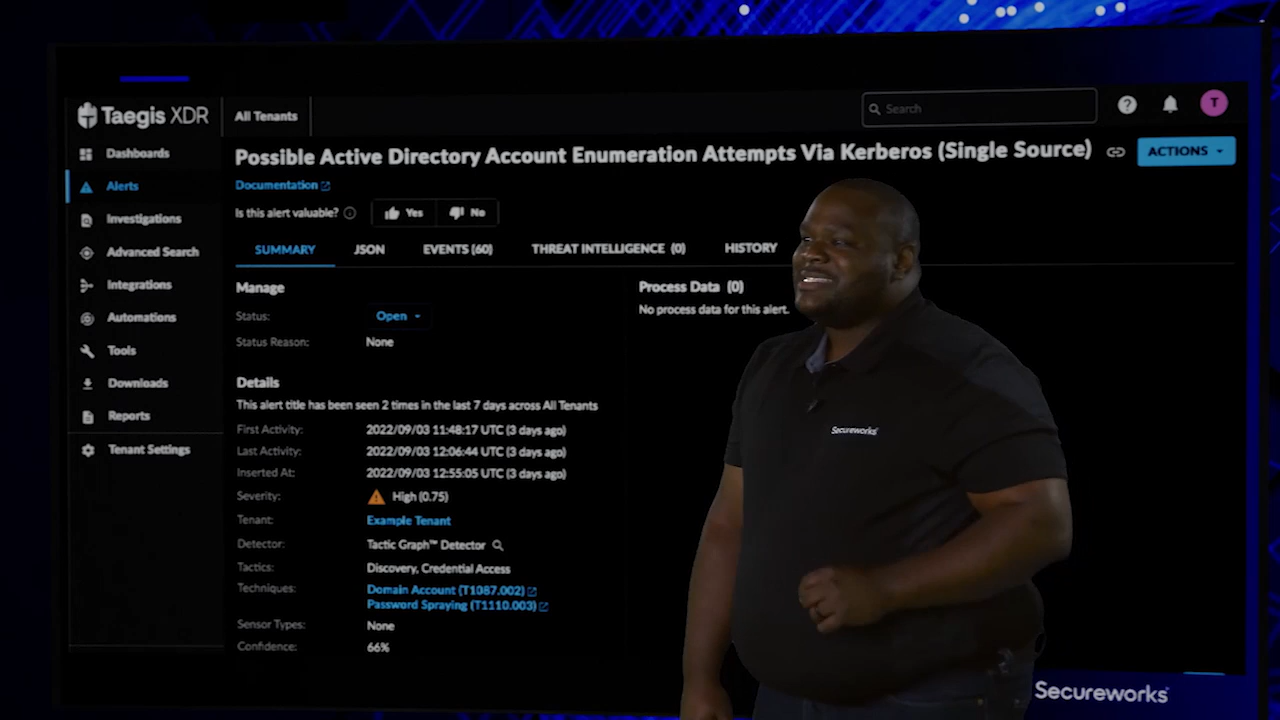 Taegis XDR
All Tenants
Search
T
Dashboards
Alerts
Investigations
Advanced Search
Integrations
Automations
Tools
Downloads
Reports
Tenant Settings
Possible Active Directory Account Enumeration Attempts Via Kerberos (Single Source)
ACTIONS
Documentation
Is this alert valuable? Yes No
SUMMARY JSON EVENTS (60) THREAT INTELLIGENCE (0) HISTORY
Manage
Status: Open
Status Reason: None
Process Data (0)
No process data for this alert.
Details
This alert title has been seen 2 times in the last 7 days across All Tenants
First Activity: 2022/09/03 11:48:17 UTC (3 days ago)
Last Activity: 2022/09/03 12:06:44 UTC (3 days ago)
Inserted At: 2022/09/03 12:55:05 UTC (3 days ago)
Severity: High (0.75)
Tenant: Example Tenant
Detector: Tactic Graph™ Detector
Tactics: Discovery, Credential Access
Techniques: Domain Account (T1087.002)
Password Spraying (T1110.003)
Sensor Types: None
Confidence: 66%
Secureworks
Secureworks